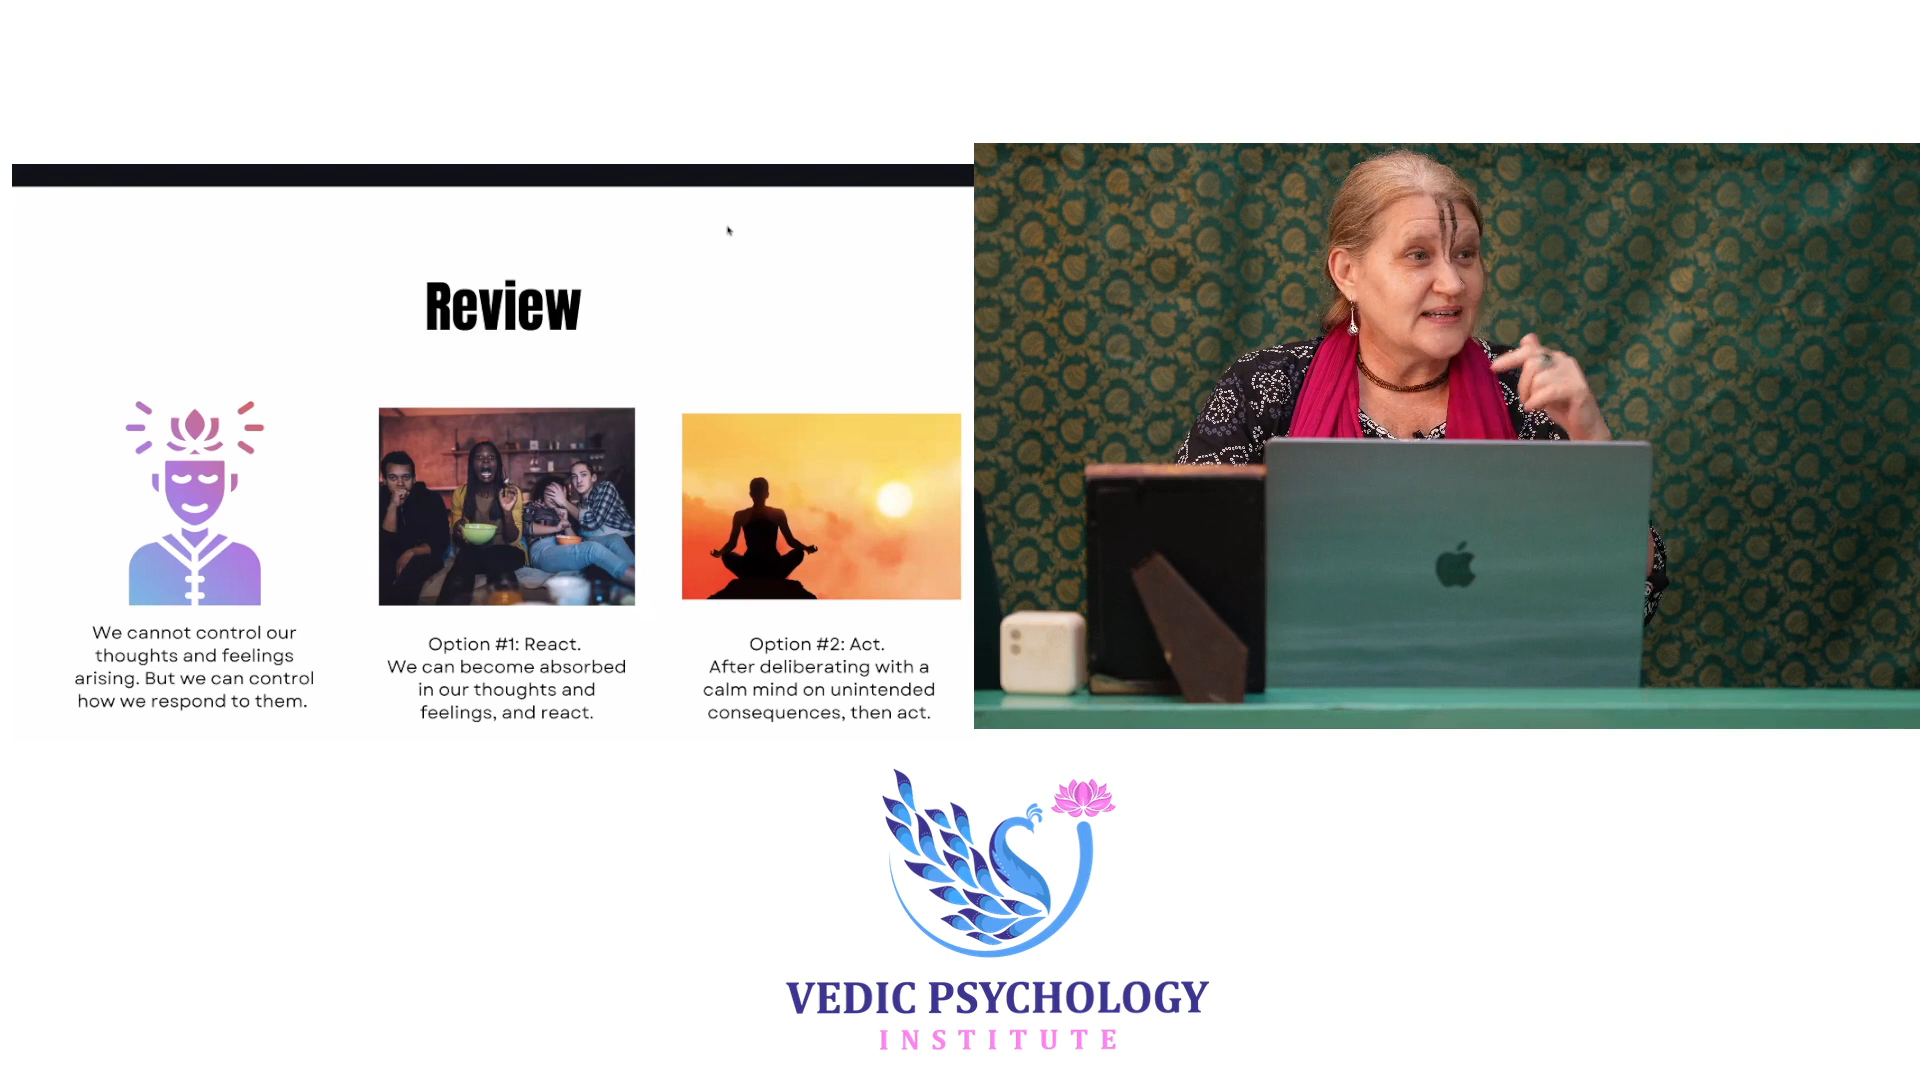 Review
We cannot control our
thoughts and feelings
arising. But we can control
how we respond to them.
Option #1: React.
We can become absorbed
in our thoughts and
feelings, and react.
Option #2: Act.
After deliberating with a
calm mind on unintended
consequences, then act.
VEDIC PSYCHOLOGY
INSTITUTE